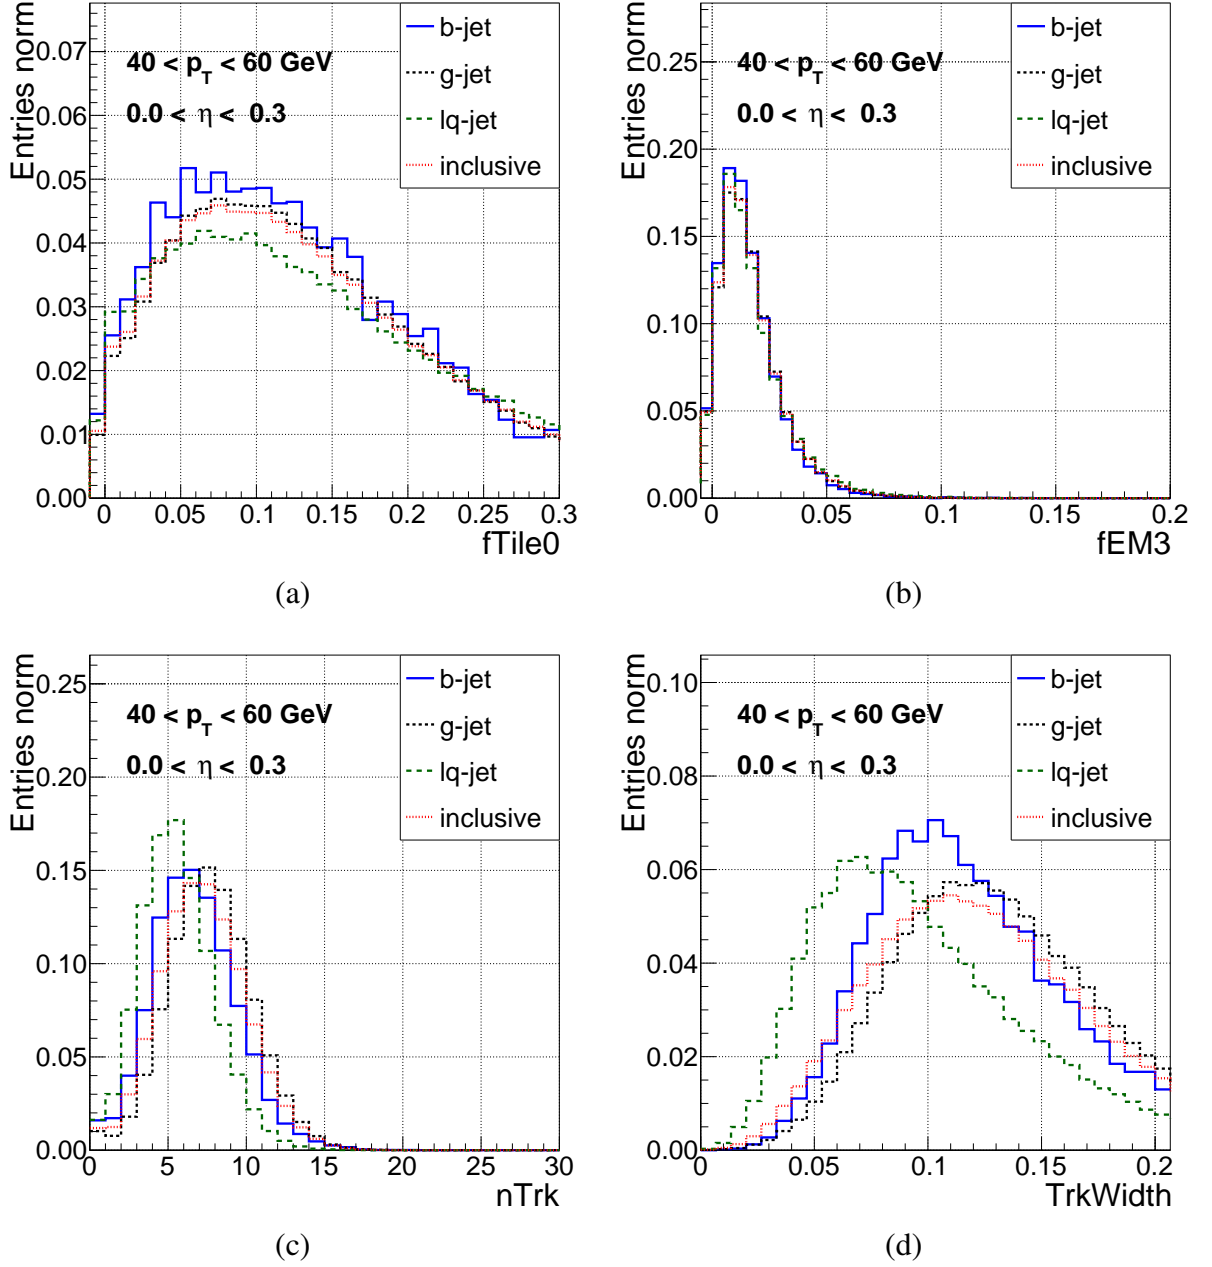 Entries norm
0.07
0.06
0.05
0.04
0.03
0.02
0.01
0.00
40 < p_T < 60 GeV
0.0 < η < 0.3
b-jet
g-jet
lq-jet
inclusive
0 0.05 0.1 0.15 0.2 0.25 0.3
fTile0
(a)
Entries norm
0.25
0.20
0.15
0.10
0.05
0.00
40 < p_T < 60 GeV
0.0 < η < 0.3
b-jet
g-jet
lq-jet
inclusive
0 0.05 0.1 0.15 0.2
fEM3
(b)
Entries norm
0.25
0.20
0.15
0.10
0.05
0.00
40 < p_T < 60 GeV
0.0 < η < 0.3
b-jet
g-jet
lq-jet
inclusive
0 5 10 15 20 25 30
nTrk
(c)
Entries norm
0.10
0.08
0.06
0.04
0.02
0.00
40 < p_T < 60 GeV
0.0 < η < 0.3
b-jet
g-jet
lq-jet
inclusive
0 0.05 0.1 0.15 0.2
TrkWidth
(d)